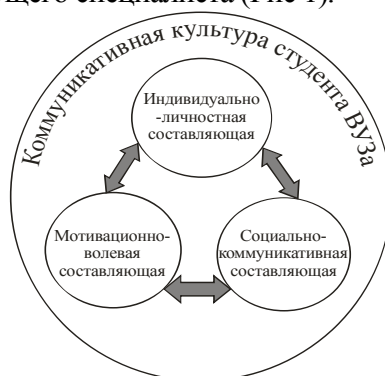 щего специалиста (Рис 1).
Коммуникативная культура студента ВУЗа
Индивидуально
-личностная
составляющая
Мотивационно-
волевая
составляющая
Социально-
коммуникативная
составляющая